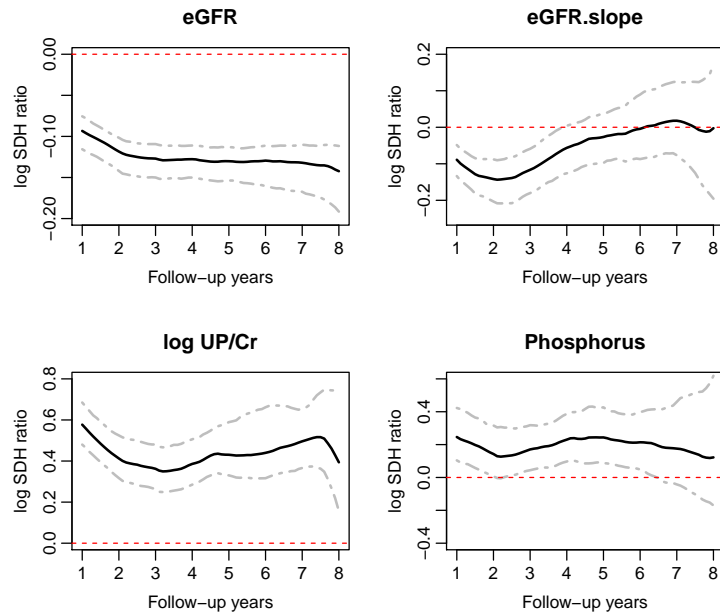 eGFR
log SDH ratio
0.00
−0.10
−0.20
1 2 3 4 5 6 7 8
Follow−up years
eGFR.slope
log SDH ratio
0.2
0.0
−0.2
1 2 3 4 5 6 7 8
Follow−up years
log UP/Cr
log SDH ratio
0.8
0.6
0.4
0.2
0.0
1 2 3 4 5 6 7 8
Follow−up years
Phosphorus
log SDH ratio
0.4
0.0
−0.4
1 2 3 4 5 6 7 8
Follow−up years